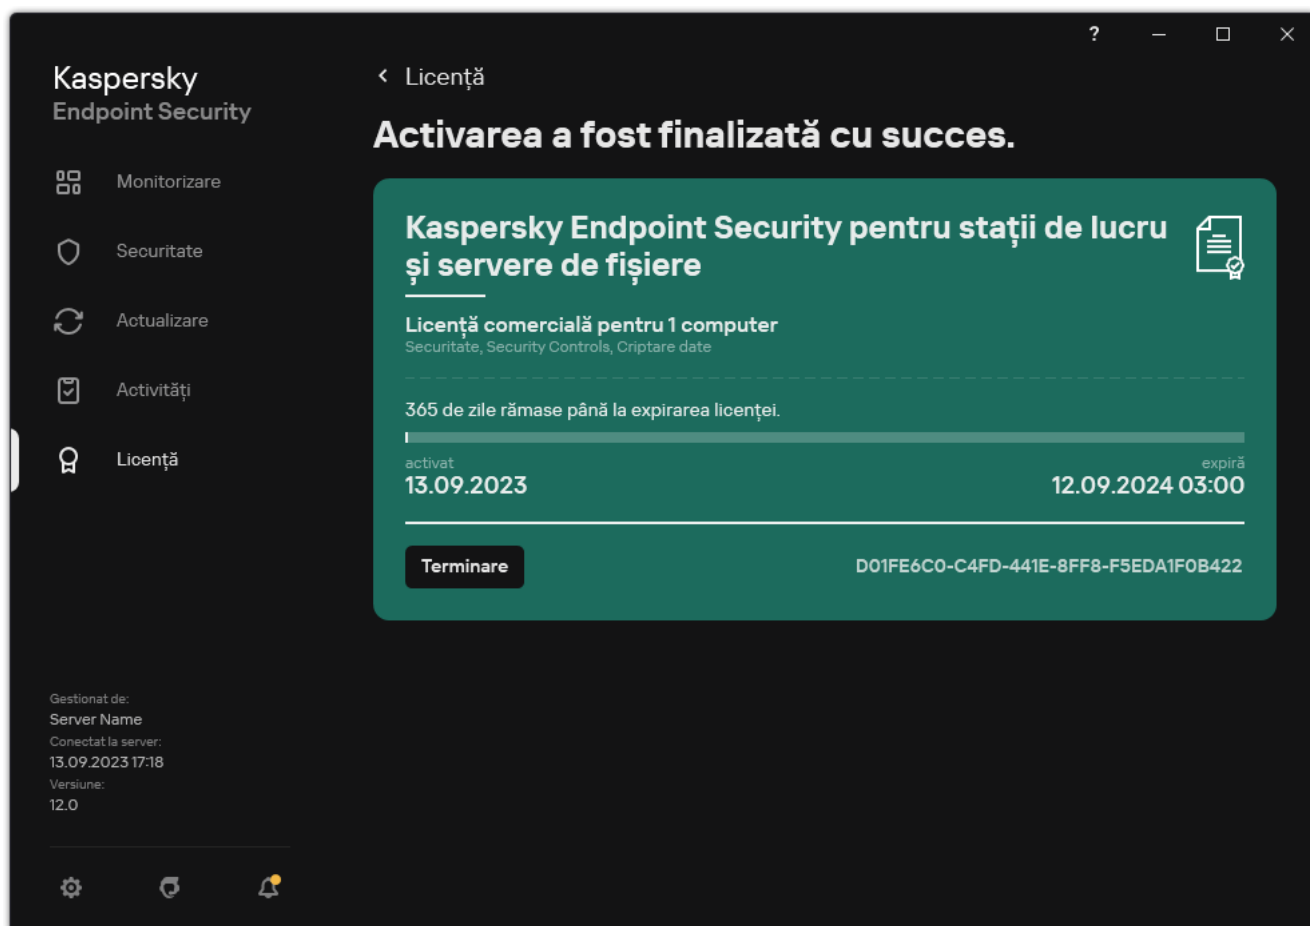 ?
Kaspersky
Endpoint Security
Monitorizare
Securitate
Actualizare
Activități
Licență
Gestionat de:
Server Name
Conectat la server:
13.09.2023 17:18
Versiune:
12.0
Licență
Activarea a fost finalizată cu succes.
Kaspersky Endpoint Security pentru stații de lucru
și servere de fișiere
Licență comercială pentru 1 computer
Securitate, Security Controls, Criptare date
365 de zile rămase până la expirarea licenței.
activat expiră
13.09.2023 12.09.2024 03:00
Terminare D01FE6C0-C4FD-441E-8FF8-F5EDA1F0B422